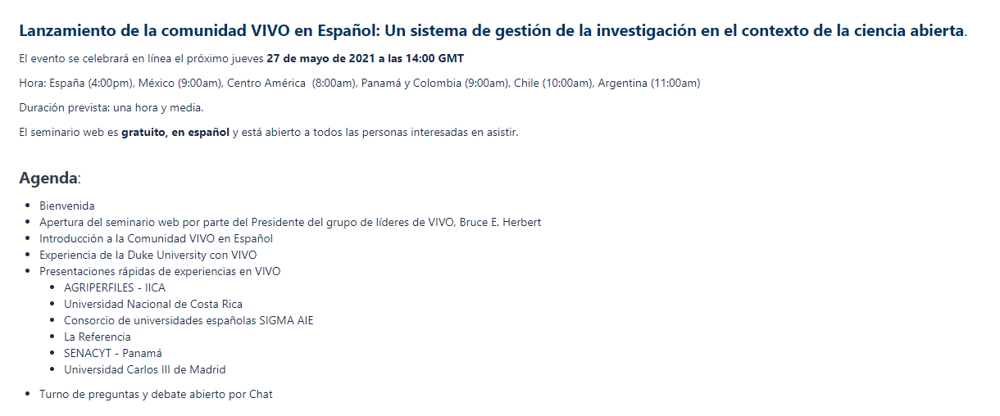 Lanzamiento de la comunidad VIVO en Español: Un sistema de gestión de la investigación en el contexto de la ciencia abierta.
El evento se celebrará en línea el próximo jueves 27 de mayo de 2021 a las 14:00 GMT
Hora: España (4:00pm), México (9:00am), Centro América (8:00am), Panamá y Colombia (9:00am), Chile (10:00am), Argentina (11:00am)
Duración prevista: una hora y media.
El seminario web es gratuito, en español y está abierto a todos las personas interesadas en asistir.
Agenda:
• Bienvenida
• Apertura del seminario web por parte del Presidente del grupo de líderes de VIVO, Bruce E. Herbert
• Introducción a la Comunidad VIVO en Español
• Experiencia de la Duke University con VIVO
• Presentaciones rápidas de experiencias en VIVO
• AGRIPERFILES - IICA
• Universidad Nacional de Costa Rica
• Consorcio de universidades españolas SIGMA AIE
• La Referencia
• SENACYT - Panamá
• Universidad Carlos III de Madrid
• Turno de preguntas y debate abierto por Chat